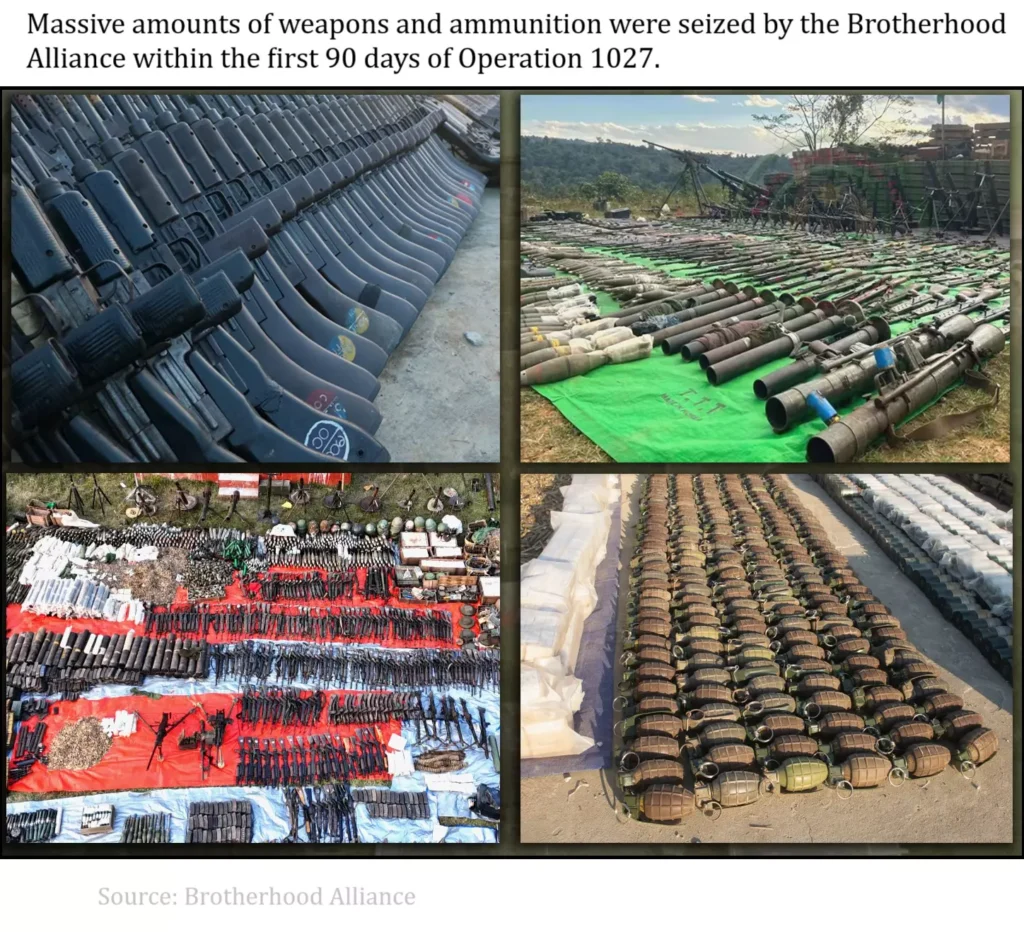 Massive amounts of weapons and ammunition were seized by the Brotherhood
Alliance within the first 90 days of Operation 1027.
Source: Brotherhood Alliance